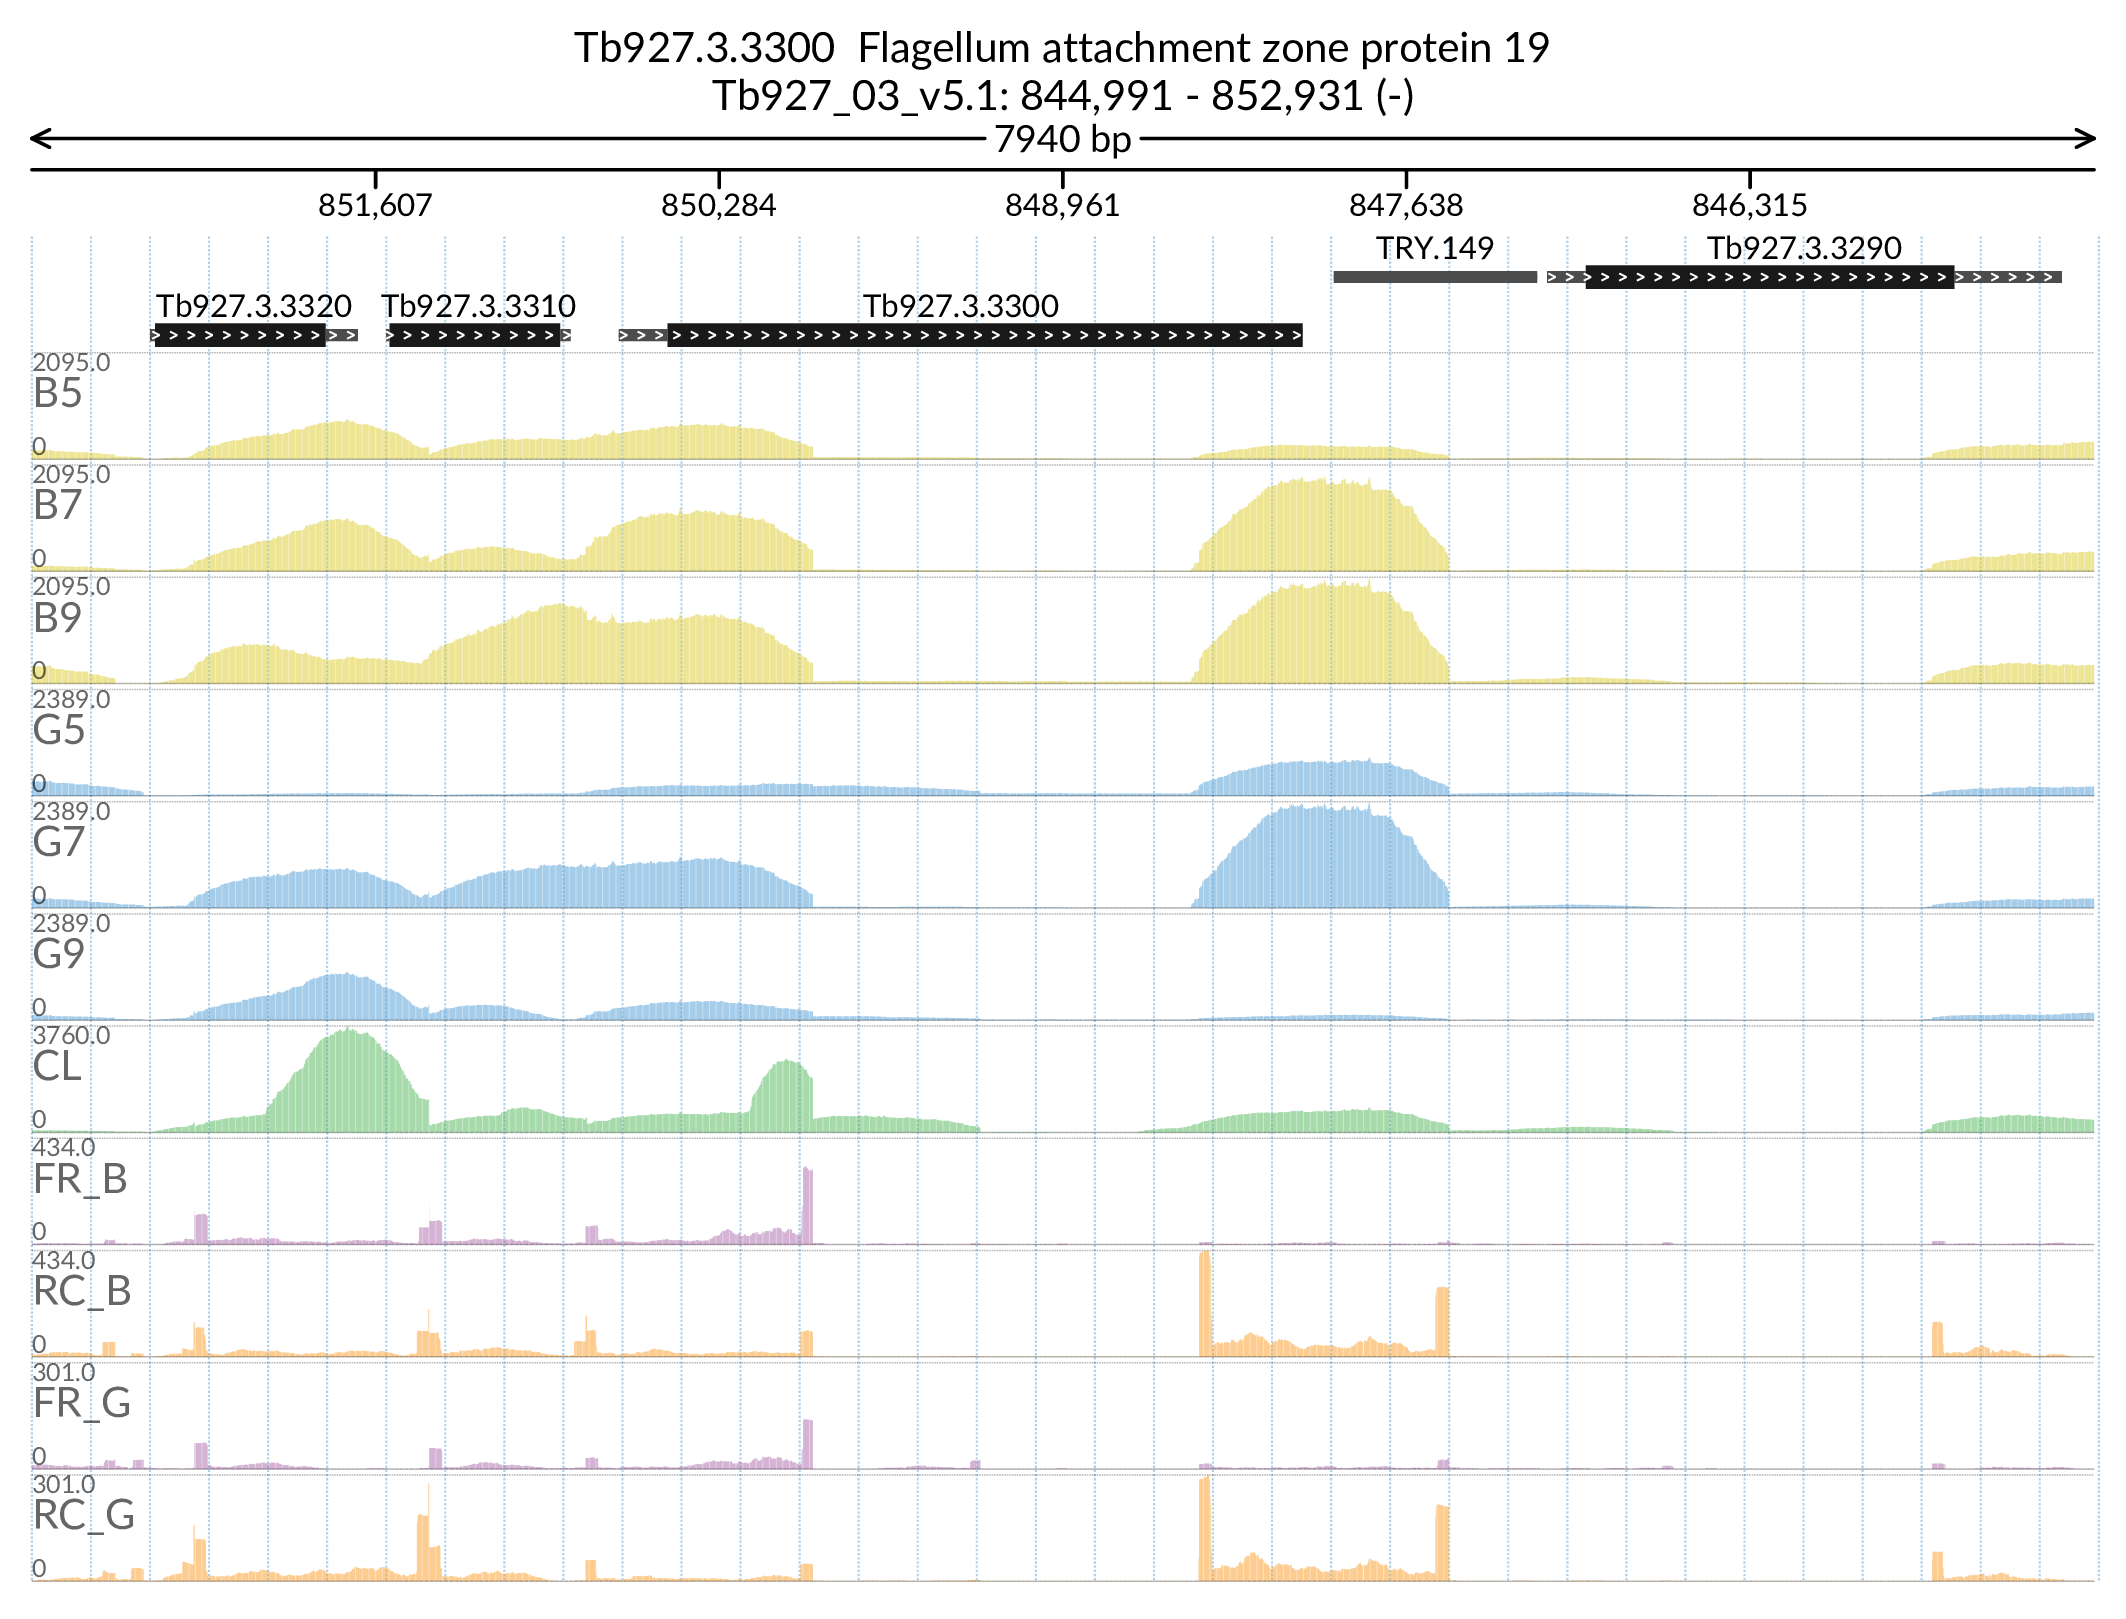 Tb927.3.3300  Flagellum attachment zone protein 19
Tb927_03_v5.1: 844,991 - 852,931 (-)
7940 bp
851,607 850,284 848,961 847,638 846,315
TRY.149 Tb927.3.3290
Tb927.3.3320 Tb927.3.3310 Tb927.3.3300
2095.0
B5
0
2095.0
B7
0
2095.0
B9
0
2389.0
G5
0
2389.0
G7
0
2389.0
G9
0
3760.0
CL
0
434.0
FR_B
0
434.0
RC_B
0
301.0
FR_G
0
301.0
RC_G
0